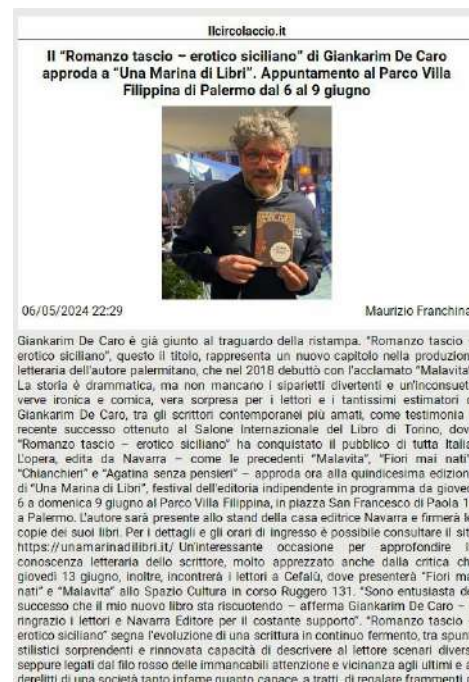 Ilcircolaccio.it
Il “Romanzo tascio – erotico siciliano” di Giankarim De Caro
approda a “Una Marina di Libri”. Appuntamento al Parco Villa
Filippina di Palermo dal 6 al 9 giugno
06/05/2024 22:29
Maurizio Franchina
Giankarim De Caro è già giunto al traguardo della ristampa. “Romanzo tascio
erotico siciliano”, questo il titolo, rappresenta un nuovo capitolo nella produzion
letteraria dell'autore palermitano, che nel 2018 debuttò con l'acclamato “Malavita”
La storia è drammatica, ma non mancano i siparietti divertenti e un'inconsuet
verve ironica e comica, vera sorpresa per i lettori e i tantissimi estimatori d
Giankarim De Caro, tra gli scrittori contemporanei più amati, come testimonia i
recente successo ottenuto al Salone Internazionale del Libro di Torino, dov
“Romanzo tascio – erotico siciliano” ha conquistato il pubblico di tutta Italia
L'opera, edita da Navarra – come le precedenti “Malavita”, “Fiori mai nati”
“Chianchieri” e “Agatina senza pensieri” – approda ora alla quindicesima edizion
di “Una Marina di Libri”, festival dell'editoria indipendente in programma da giove
6 a domenica 9 giugno al Parco Villa Filippina, in piazza San Francesco di Paola 1
a Palermo. L'autore sarà presente allo stand della casa editrice Navarra e firmerà l
copie dei suoi libri. Per i dettagli e gli orari di ingresso è possibile consultare il sit
https://unamarinadilibri.it/ Un'interessante occasione per approfondire l
conoscenza letteraria dello scrittore, molto apprezzato anche dalla critica ch
giovedì 13 giugno, inoltre, incontrerà i lettori a Cefalù, dove presenterà “Fiori ma
nati” e “Malavita” allo Spazio Cultura in corso Ruggero 131. “Sono entusiasta de
successo che il mio nuovo libro sta riscuotendo – afferma Giankarim De Caro –
ringrazio i lettori e Navarra Editore per il costante supporto”. “Romanzo tascio
erotico siciliano” segna l'evoluzione di una scrittura in continuo fermento, tra spun
stilistici sorprendenti e rinnovata capacità di descrivere al lettore scenari divers
seppure legati dal filo rosso delle immancabili attenzione e vicinanza agli ultimi e a
derelitti di una società tanto infame quanto capace, a tratti, di regalare frammenti d